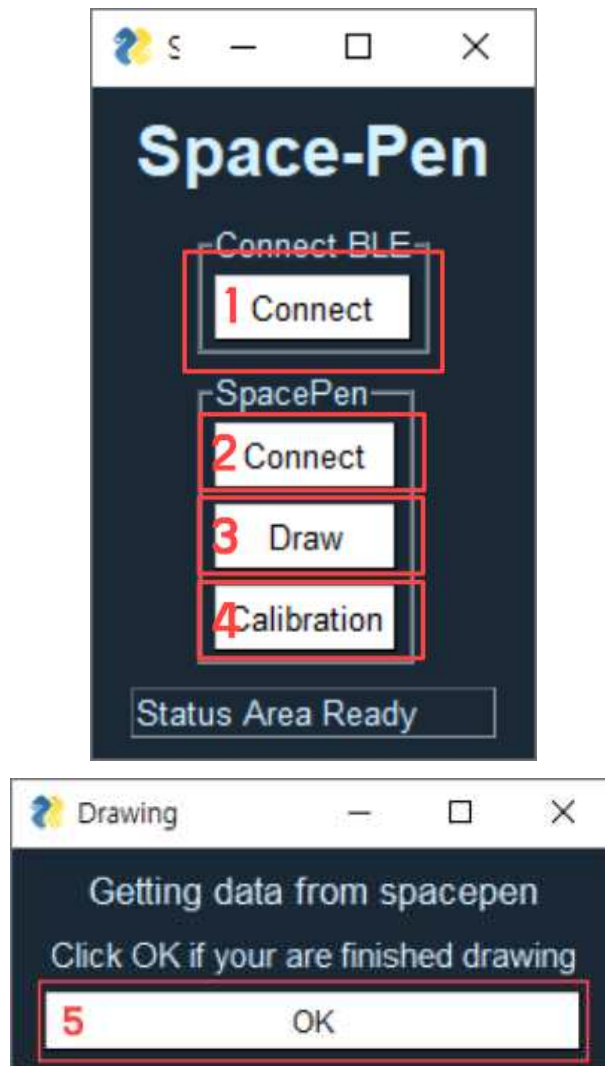 S
Space-Pen
Connect BLE
1 Connect
SpacePen
2 Connect
3 Draw
4 Calibration
Status Area Ready
Drawing
Getting data from spacepen
Click OK if your are finished drawing
5 OK